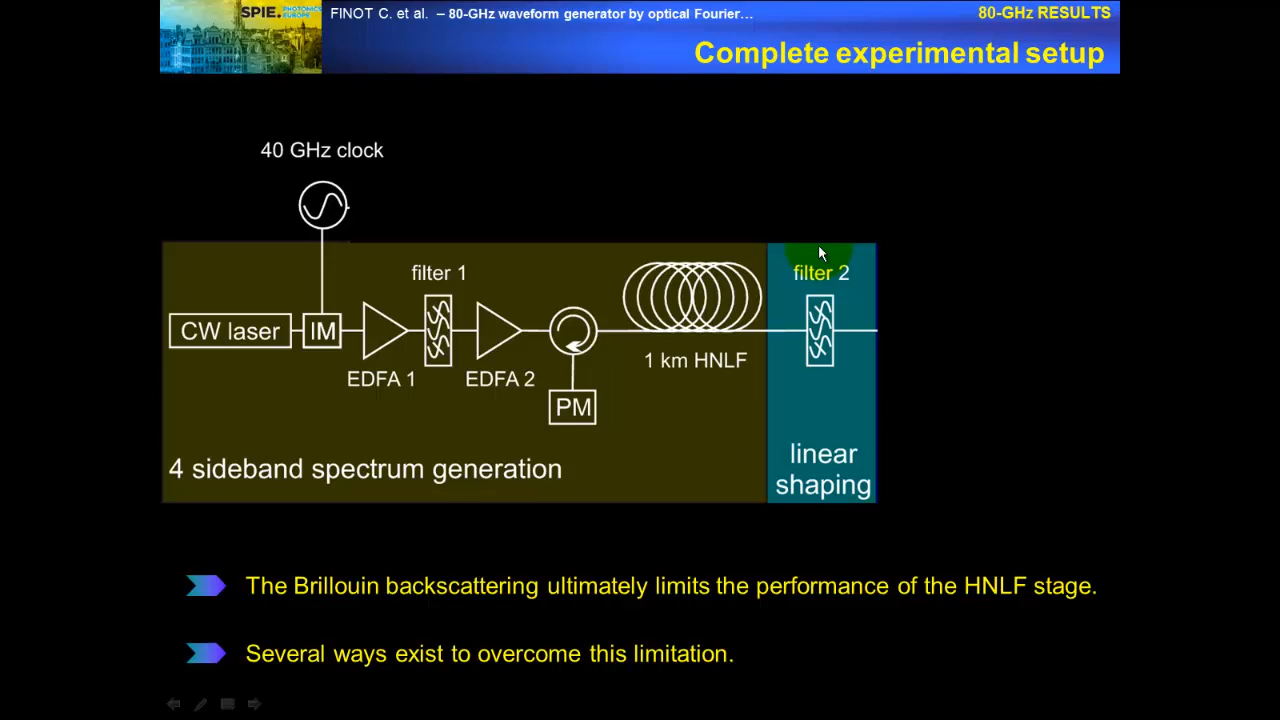 SPIE. PHOTONICS EUROPE
FINOT C. et al. – 80-GHz waveform generator by optical Fourier…
80-GHz RESULTS
Complete experimental setup
40 GHz clock
filter 1
filter 2
CW laser
IM
EDFA 1
EDFA 2
1 km HNLF
PM
4 sideband spectrum generation
linear
shaping
The Brillouin backscattering ultimately limits the performance of the HNLF stage.
Several ways exist to overcome this limitation.